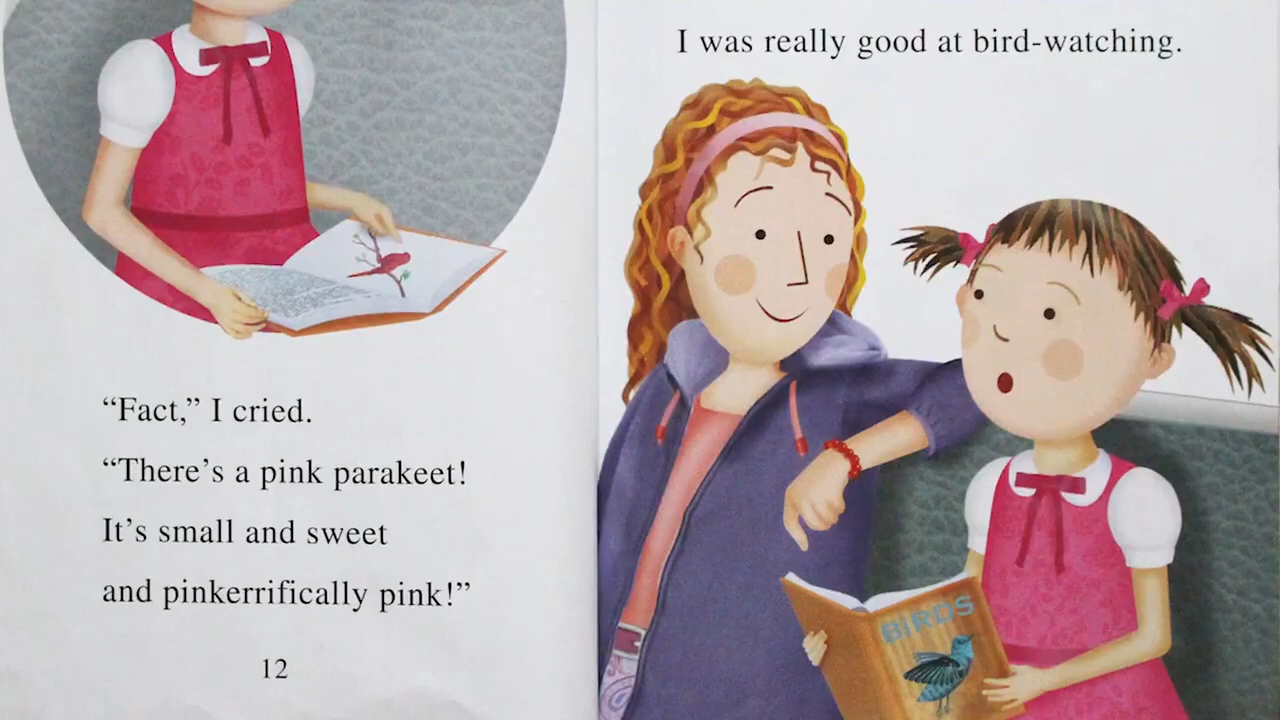 “Fact,” I cried.
“There’s a pink parakeet!
It’s small and sweet
and pinkerrifically pink!”
12
I was really good at bird-watching.
BIRDS